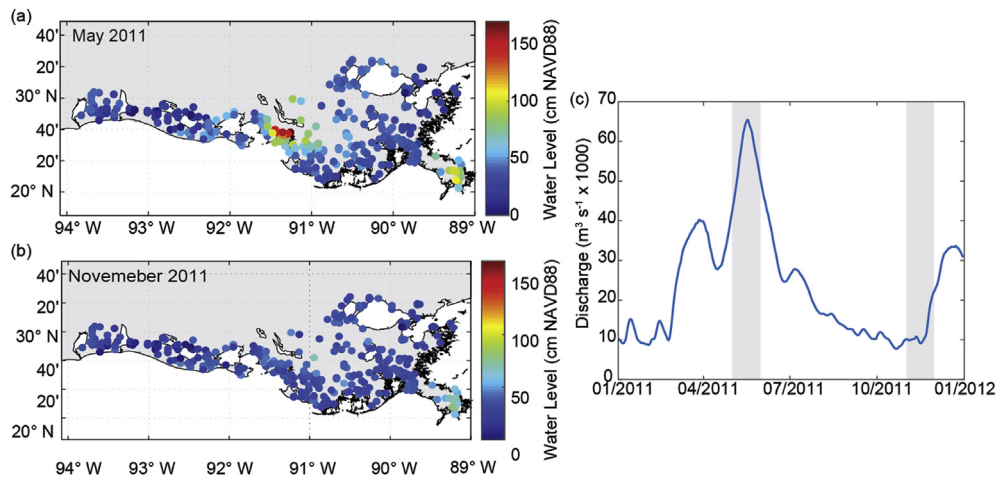 (a)
May 2011
40'
20'
30° N
40'
20'
20° N
94° W 93° W 92° W 91° W 90° W 89° W
150
100
50
0
Water Level (cm NAVD88)
(b)
Novemeber 2011
40'
20'
30° N
40'
20'
20° N
94° W 93° W 92° W 91° W 90° W 89° W
150
100
50
0
Water Level (cm NAVD88)
(c)
70
60
50
40
30
20
10
0
Discharge (m³ s⁻¹ x 1000)
01/2011 04/2011 07/2011 10/2011 01/2012